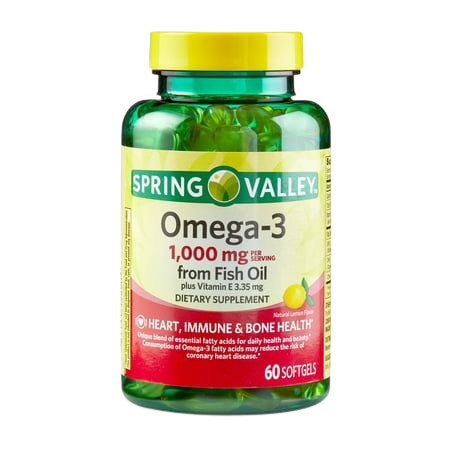 SPRING VALLEY™
Omega-3
1,000 mg PER SERVING
from Fish Oil
plus Vitamin E 3.35 mg
DIETARY SUPPLEMENT
Natural Lemon Flavor
HEART, IMMUNE & BONE HEALTH*
Unique blend of essential fatty acids for daily health and beauty.*
Consumption of Omega-3 fatty acids may reduce the risk of
coronary heart disease.*
60 SOFTGELS